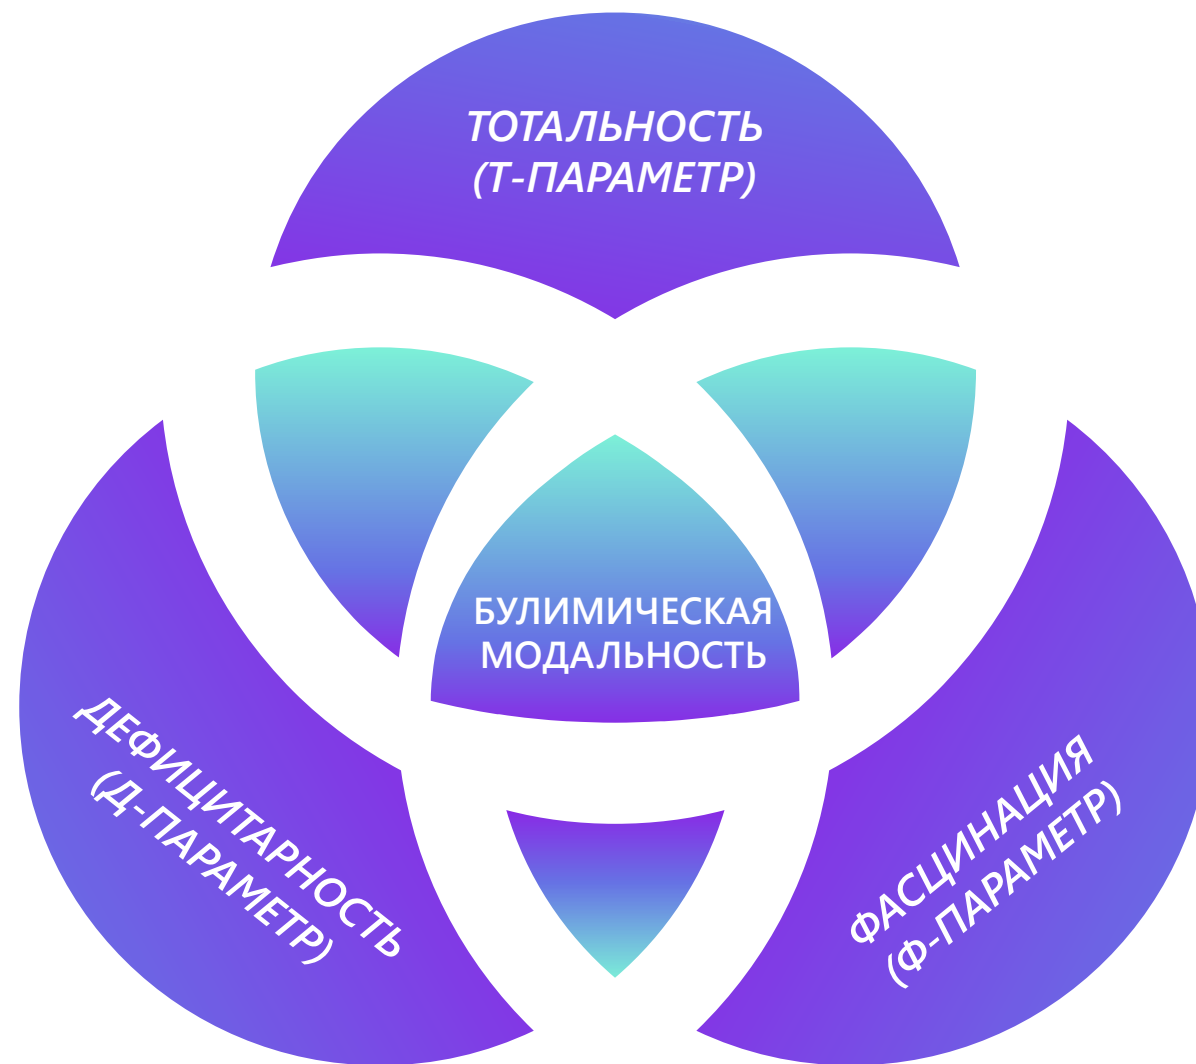 ТОТАЛЬНОСТЬ
(Т-ПАРАМЕТР)
БУЛИМИЧЕСКАЯ
МОДАЛЬНОСТЬ
ДЕФИЦИТАРНОСТЬ
(Д-ПАРАМЕТР)
ФАСЦИНАЦИЯ
(Ф-ПАРАМЕТР)